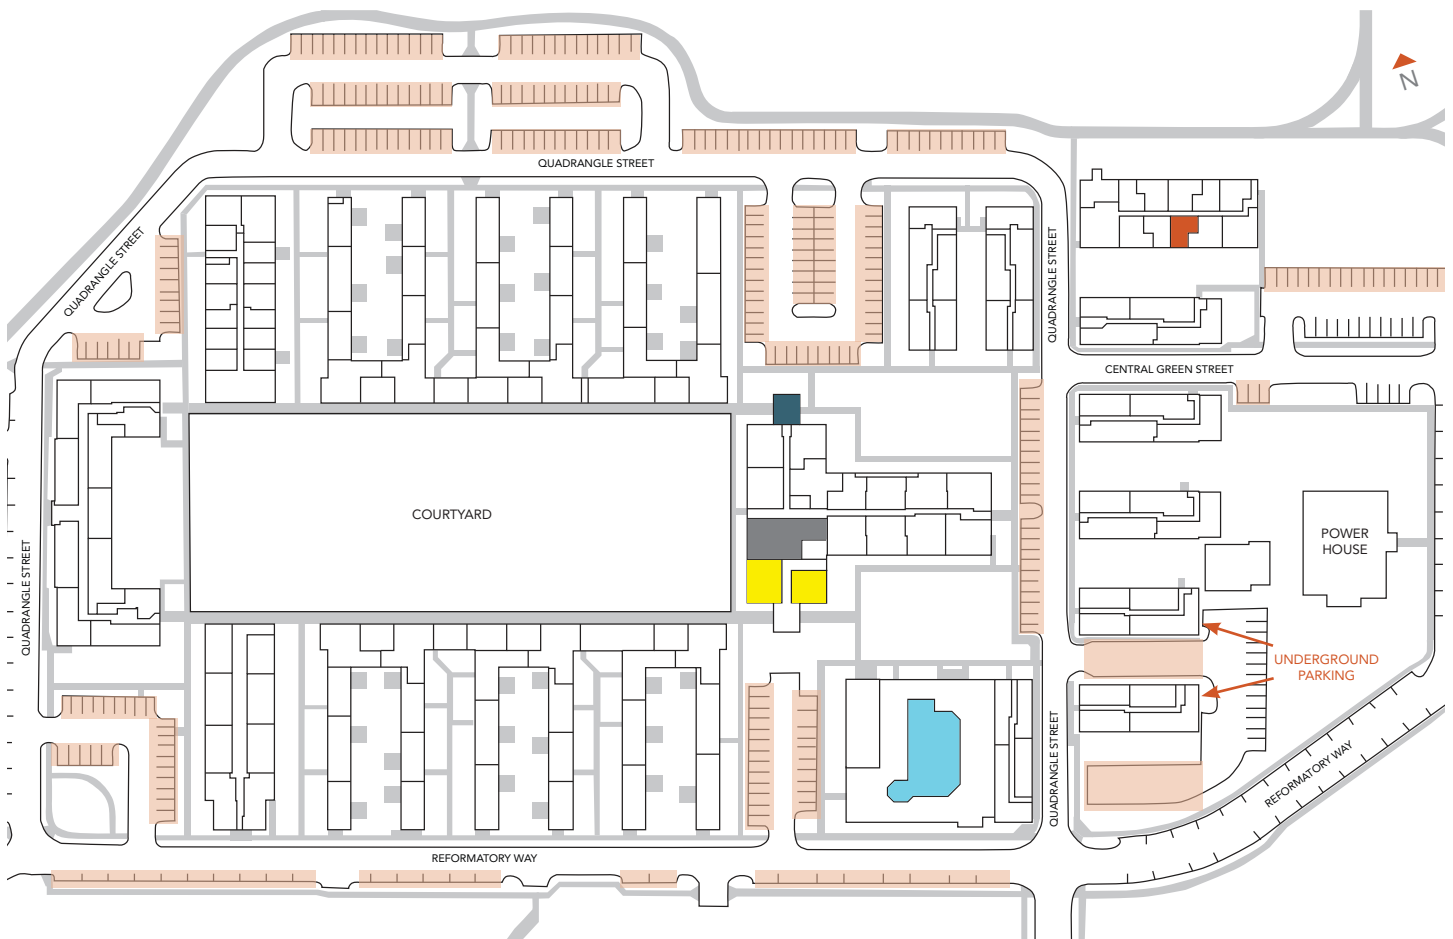 N
QUADRANGLE STREET
QUADRANGLE STREET
QUADRANGLE STREET
CENTRAL GREEN STREET
COURTYARD
POWER
HOUSE
QUADRANGLE STREET
UNDERGROUND
PARKING
QUADRANGLE STREET
REFORMATORY WAY
REFORMATORY WAY